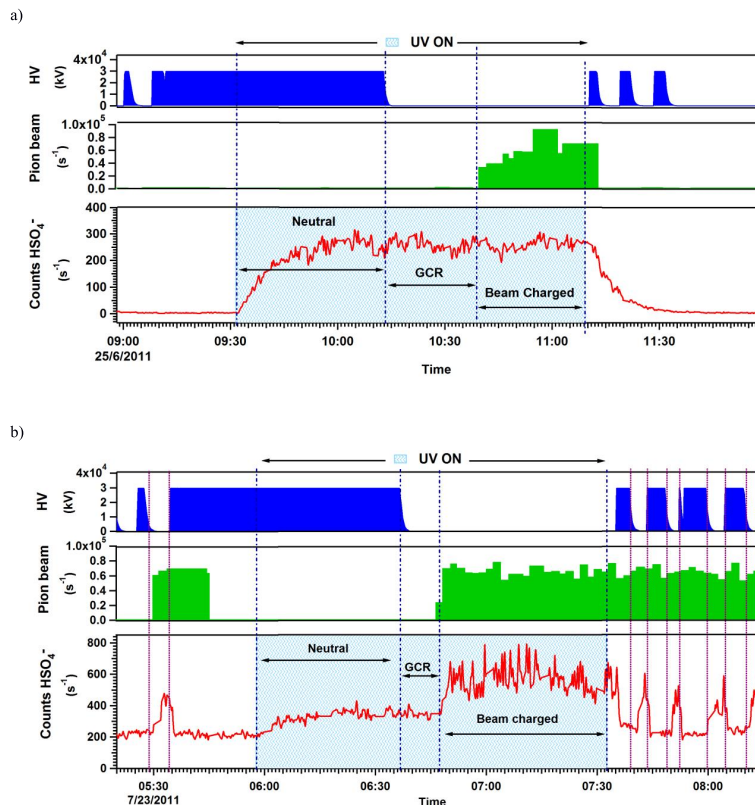 a)
UV ON
HV
(kV)
4x10⁴
3
2
1
0
Pion beam
(s⁻¹)
1.0x10⁵
0.8
0.6
0.4
0.2
0.0
Counts HSO₄-
(s⁻¹)
400
300
200
100
0
Neutral
GCR
Beam Charged
09:00
09:30
10:00
10:30
11:00
11:30
25/6/2011
Time
b)
UV ON
HV
(kV)
4x10⁴
3
2
1
0
Pion beam
(s⁻¹)
1.0x10⁵
0.8
0.6
0.4
0.2
0.0
Counts HSO₄-
(s⁻¹)
800
600
400
200
0
Neutral
GCR
Beam charged
05:30
06:00
06:30
07:00
07:30
08:00
7/23/2011
Time